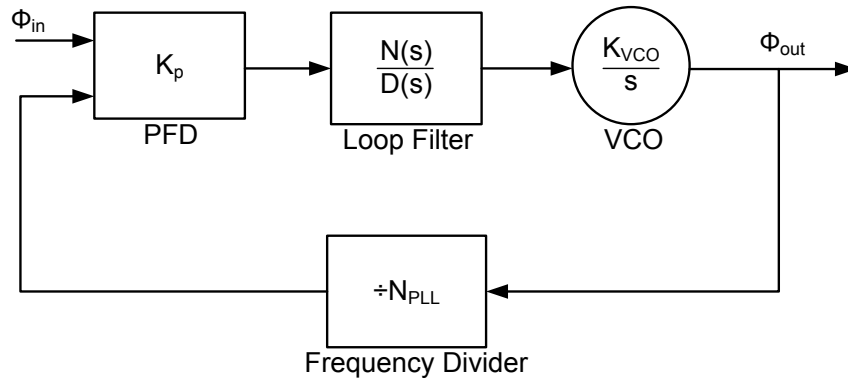 Φin
Kp
PFD
N(s)
D(s)
Loop Filter
KVCO
s
VCO
Φout
÷NPLL
Frequency Divider